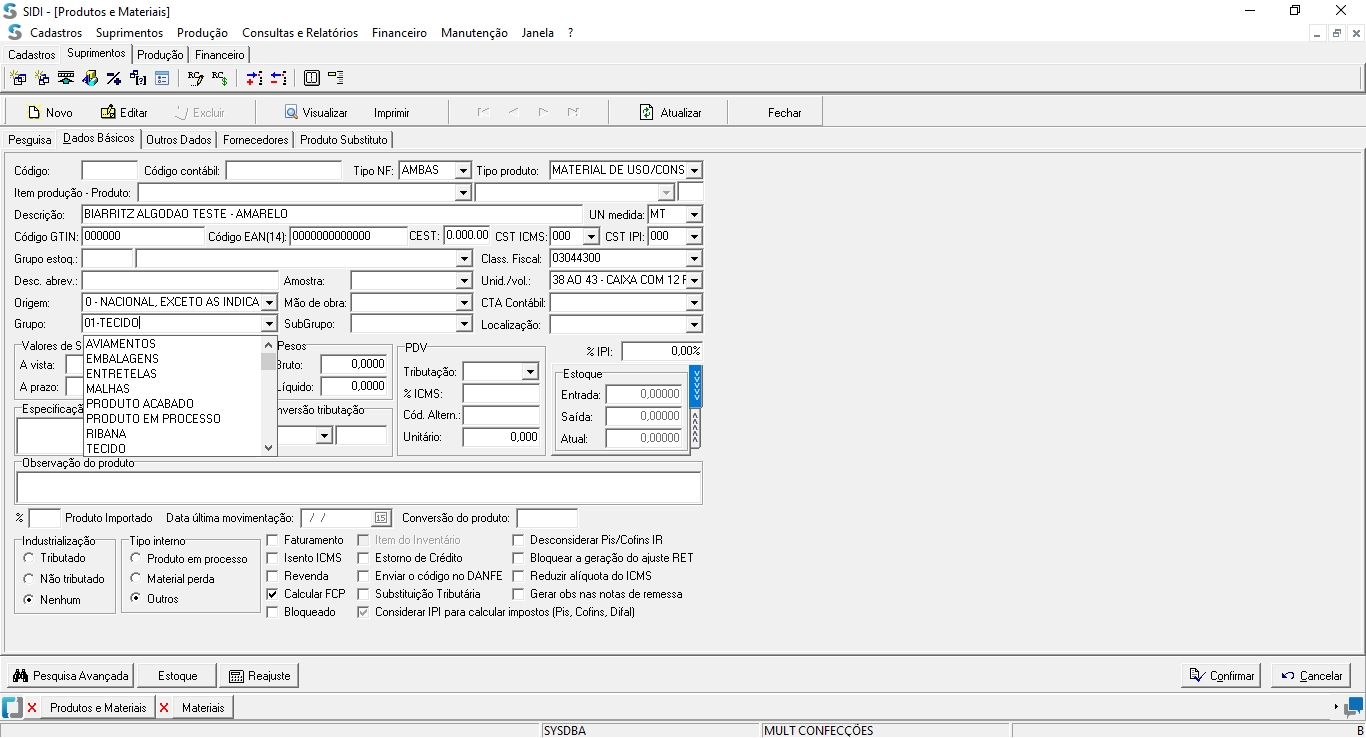 SIDI - [Produtos e Materiais]
Cadastros Suprimentos Produção Consultas e Relatórios Financeiro Manutenção Janela ?
Cadastros Suprimentos Produção Financeiro
Novo Editar Excluir Visualizar Imprimir Atualizar Fechar
Pesquisa Dados Básicos Outros Dados Fornecedores Produto Substituto
Código: Código contábil: Tipo NF: AMBAS Tipo produto: MATERIAL DE USO/CONS
Item produção - Produto:
Descrição: BIARRITZ ALGODAO TESTE - AMARELO UN medida: MT
Código GTIN: 000000 Código EAN(14): 0000000000000 CEST: 0.000.00 CST ICMS: 000 CST IPI: 000
Grupo estoq.: Class. Fiscal: 03044300
Desc. abrev.: Amostra: Unid./vol.: 38 AO 43 - CAIXA COM 12 F
Origem: 0 - NACIONAL, EXCETO AS INDICA Mão de obra: CTA Contábil:
Grupo: 01-TECIDO SubGrupo: Localização:
AVIAMENTOS
EMBALAGENS
ENTRETELAS
MALHAS
PRODUTO ACABADO
PRODUTO EM PROCESSO
RIBANA
TECIDO
Valores de S Pesos PDV % IPI: 0,00%
A vista: Bruto: 0,0000 Tributação: Estoque
A prazo: Líquido: 0,0000 % ICMS: Entrada: 0,00000
Especificaçã nversão tributação Cód. Altern.: Saída: 0,00000
Unitário: 0,000 Atual: 0,00000
Observação do produto
% Produto Importado Data última movimentação: / / 15 Conversão do produto:
Industrialização Tipo interno Faturamento Item do Inventário Desconsiderar Pis/Cofins IR
Tributado Produto em processo Isento ICMS Estorno de Crédito Bloquear a geração do ajuste RET
Não tributado Material perda Revenda Enviar o código no DANFE Reduzir alíquota do ICMS
Nenhum Outros Calcular FCP Substituição Tributária Gerar obs nas notas de remessa
Bloqueado Considerar IPI para calcular impostos (Pis, Cofins, Difal)
Pesquisa Avançada Estoque Reajuste Confirmar Cancelar
Produtos e Materiais Materiais
SYSDBA MULT CONFECÇÕES B